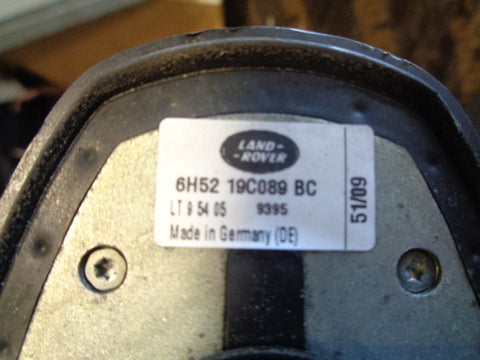 LAND-
-ROVER
6H52 19C089 BC
LT 9 54 05 9395
Made in Germany (DE)
51/09